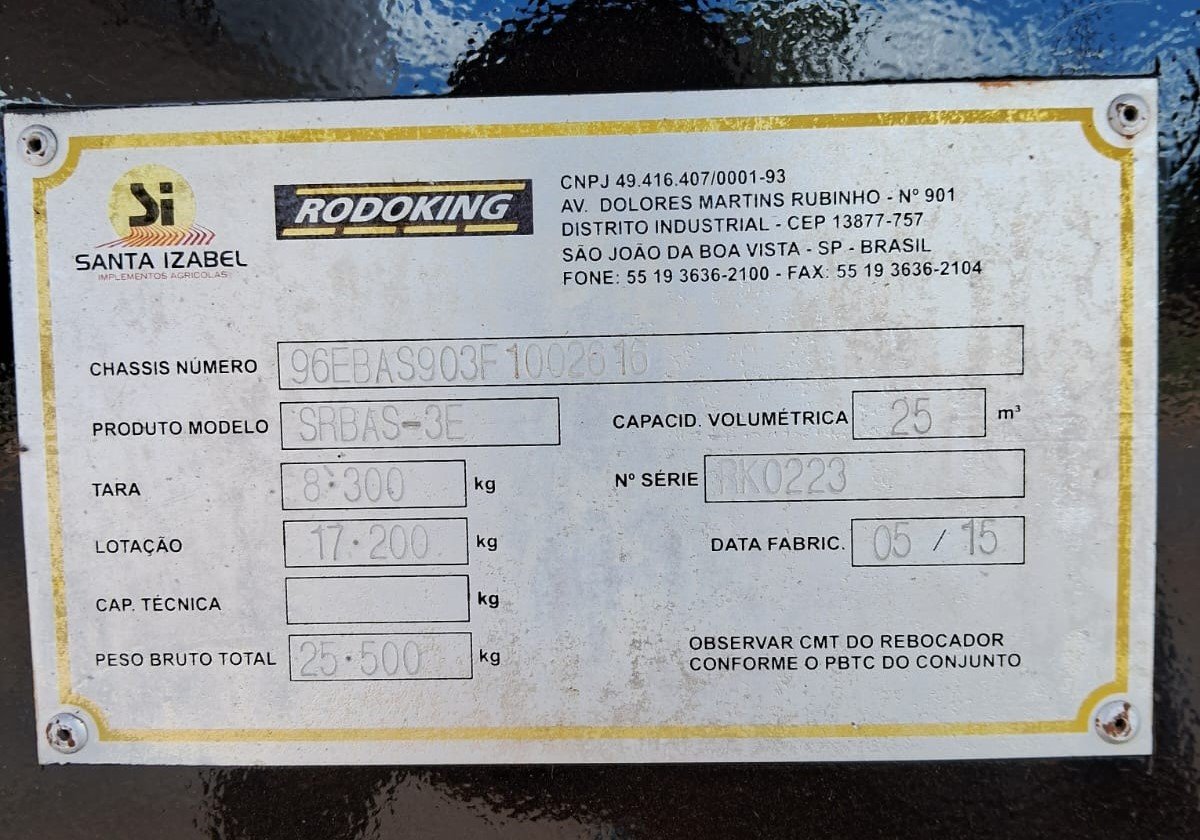 Si
SANTA IZABEL
IMPLEMENTOS AGRICOLAS
RODOKING
CNPJ 49.416.407/0001-93
AV. DOLORES MARTINS RUBINHO - Nº 901
DISTRITO INDUSTRIAL - CEP 13877-757
SÃO JOÃO DA BOA VISTA - SP - BRASIL
FONE: 55 19 3636-2100 - FAX: 55 19 3636-2104
CHASSIS NÚMERO 96EBAS903F1002616
PRODUTO MODELO SRBAS-3E CAPACID. VOLUMÉTRICA 25 m³
TARA 8·300 kg Nº SÉRIE RK0223
LOTAÇÃO 17·200 kg DATA FABRIC. 05 / 15
CAP. TÉCNICA kg
PESO BRUTO TOTAL 25·500 kg
OBSERVAR CMT DO REBOCADOR
CONFORME O PBTC DO CONJUNTO